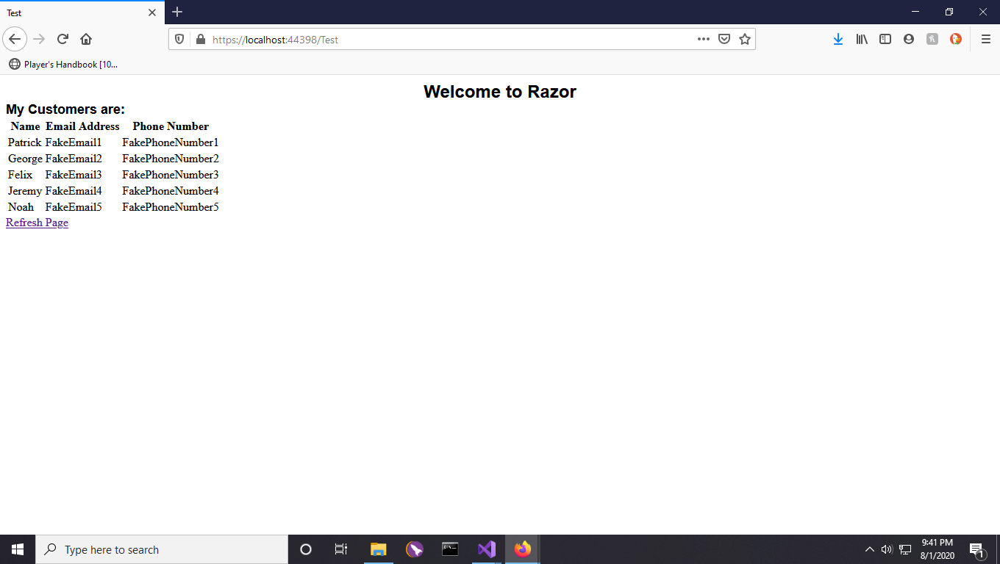 Test
https://localhost:44398/Test
Player's Handbook [10...
Welcome to Razor
My Customers are:
Name Email Address Phone Number
Patrick FakeEmail1 FakePhoneNumber1
George FakeEmail2 FakePhoneNumber2
Felix FakeEmail3 FakePhoneNumber3
Jeremy FakeEmail4 FakePhoneNumber4
Noah FakeEmail5 FakePhoneNumber5
Refresh Page
Type here to search
9:41 PM
8/1/2020
1